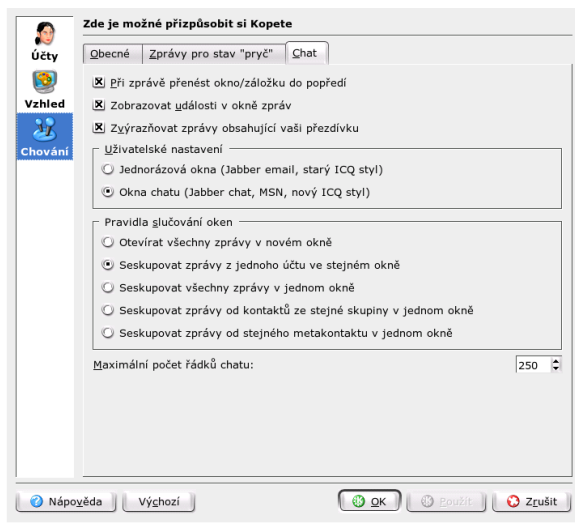 Zde je možné přizpůsobit si Kopete
Účty
Vzhled
Chování
Obecné Zprávy pro stav "pryč" Chat
Při zprávě přenést okno/záložku do popředí
Zobrazovat události v okně zpráv
Zvýrazňovat zprávy obsahující vaši přezdívku
Uživatelské nastavení
Jednorázová okna (Jabber email, starý ICQ styl)
Okna chatu (Jabber chat, MSN, nový ICQ styl)
Pravidla slučování oken
Otevírat všechny zprávy v novém okně
Seskupovat zprávy z jednoho účtu ve stejném okně
Seskupovat všechny zprávy v jednom okně
Seskupovat zprávy od kontaktů ze stejné skupiny v jednom okně
Seskupovat zprávy od stejného metakontaktu v jednom okně
Maximální počet řádků chatu: 250
Nápověda Výchozí OK Použít Zrušit